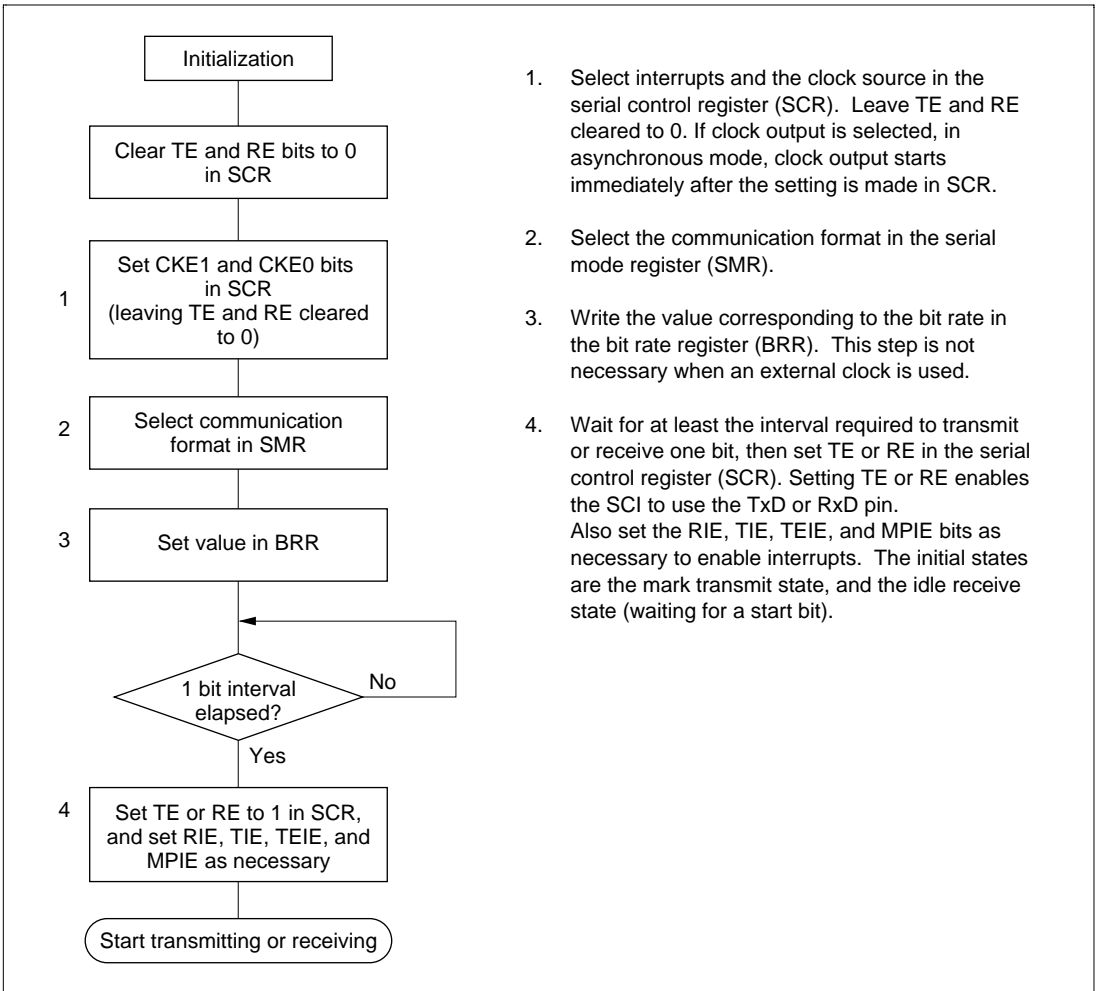 Initialization
Clear TE and RE bits to 0
in SCR
1
Set CKE1 and CKE0 bits
in SCR
(leaving TE and RE cleared
to 0)
2
Select communication
format in SMR
3
Set value in BRR
1 bit interval
elapsed?
No
Yes
4
Set TE or RE to 1 in SCR,
and set RIE, TIE, TEIE, and
MPIE as necessary
Start transmitting or receiving
1. Select interrupts and the clock source in the
serial control register (SCR).  Leave TE and RE
cleared to 0. If clock output is selected, in
asynchronous mode, clock output starts
immediately after the setting is made in SCR.
2. Select the communication format in the serial
mode register (SMR).
3. Write the value corresponding to the bit rate in
the bit rate register (BRR).  This step is not
necessary when an external clock is used.
4. Wait for at least the interval required to transmit
or receive one bit, then set TE or RE in the serial
control register (SCR). Setting TE or RE enables
the SCI to use the TxD or RxD pin.
Also set the RIE, TIE, TEIE, and MPIE bits as
necessary to enable interrupts.  The initial states
are the mark transmit state, and the idle receive
state (waiting for a start bit).